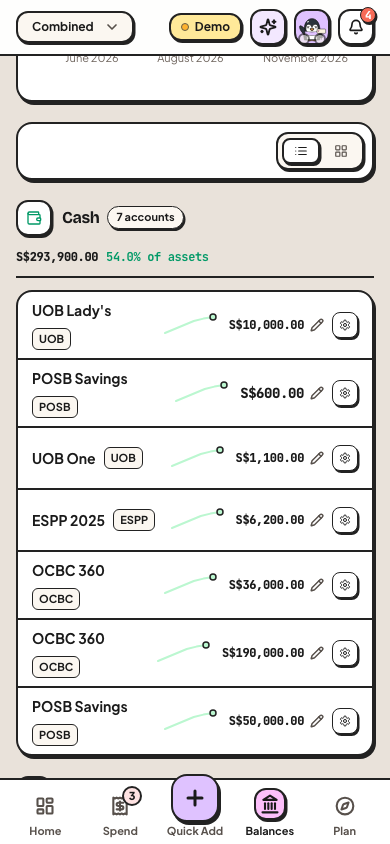 Combined
Demo
4
June 2026 August 2026 November 2026
Cash 7 accounts
S$293,900.00 54.0% of assets
UOB Lady's
UOB
S$10,000.00
POSB Savings
POSB
S$600.00
UOB One UOB S$1,100.00
ESPP 2025 ESPP S$6,200.00
OCBC 360
OCBC
S$36,000.00
OCBC 360
OCBC
S$190,000.00
POSB Savings
POSB
S$50,000.00
3
Home Spend Quick Add Balances Plan